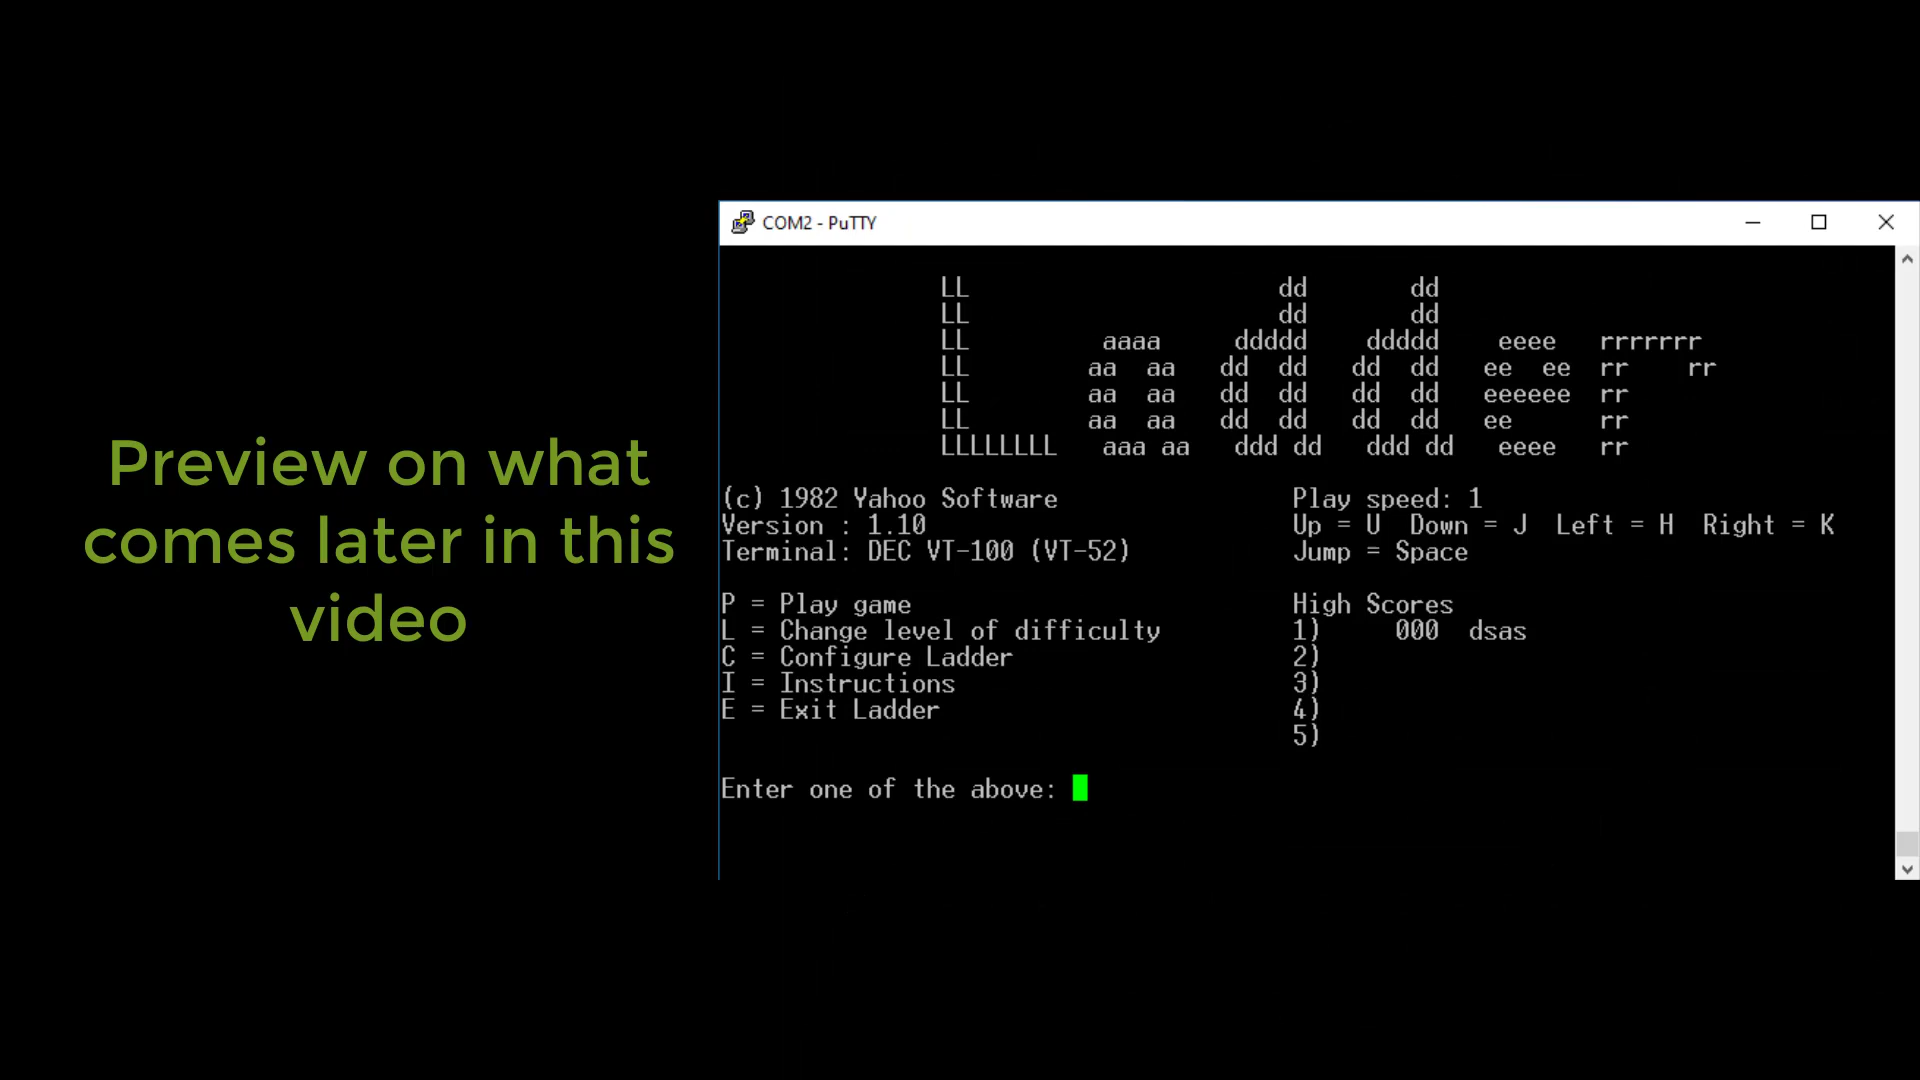 Preview on what
comes later in this
video
COM2 - PuTTY
LL dd dd
LL dd dd
LL aaaa ddddd ddddd eeee rrrrrrr
LL aa aa dd dd dd dd ee ee rr rr
LL aa aa dd dd dd dd eeeeee rr
LL aa aa dd dd dd dd ee rr
LLLLLLLL aaa aa ddd dd ddd dd eeee rr
(c) 1982 Yahoo Software Play speed: 1
Version : 1.10 Up = U Down = J Left = H Right = K
Terminal: DEC VT-100 (VT-52) Jump = Space
P = Play game High Scores
L = Change level of difficulty 1) 000 dsas
C = Configure Ladder 2)
I = Instructions 3)
E = Exit Ladder 4)
5)
Enter one of the above: